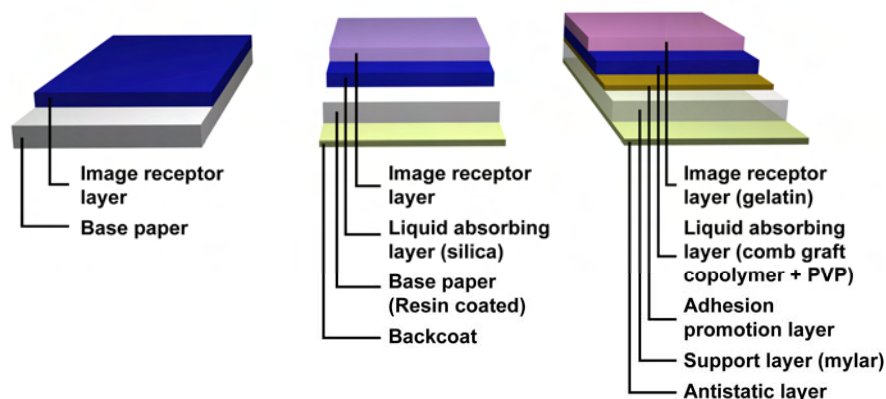 Image receptor
layer
Base paper
Image receptor
layer
Liquid absorbing
layer (silica)
Base paper
(Resin coated)
Backcoat
Image receptor
layer (gelatin)
Liquid absorbing
layer (comb graft
copolymer + PVP)
Adhesion
promotion layer
Support layer (mylar)
Antistatic layer